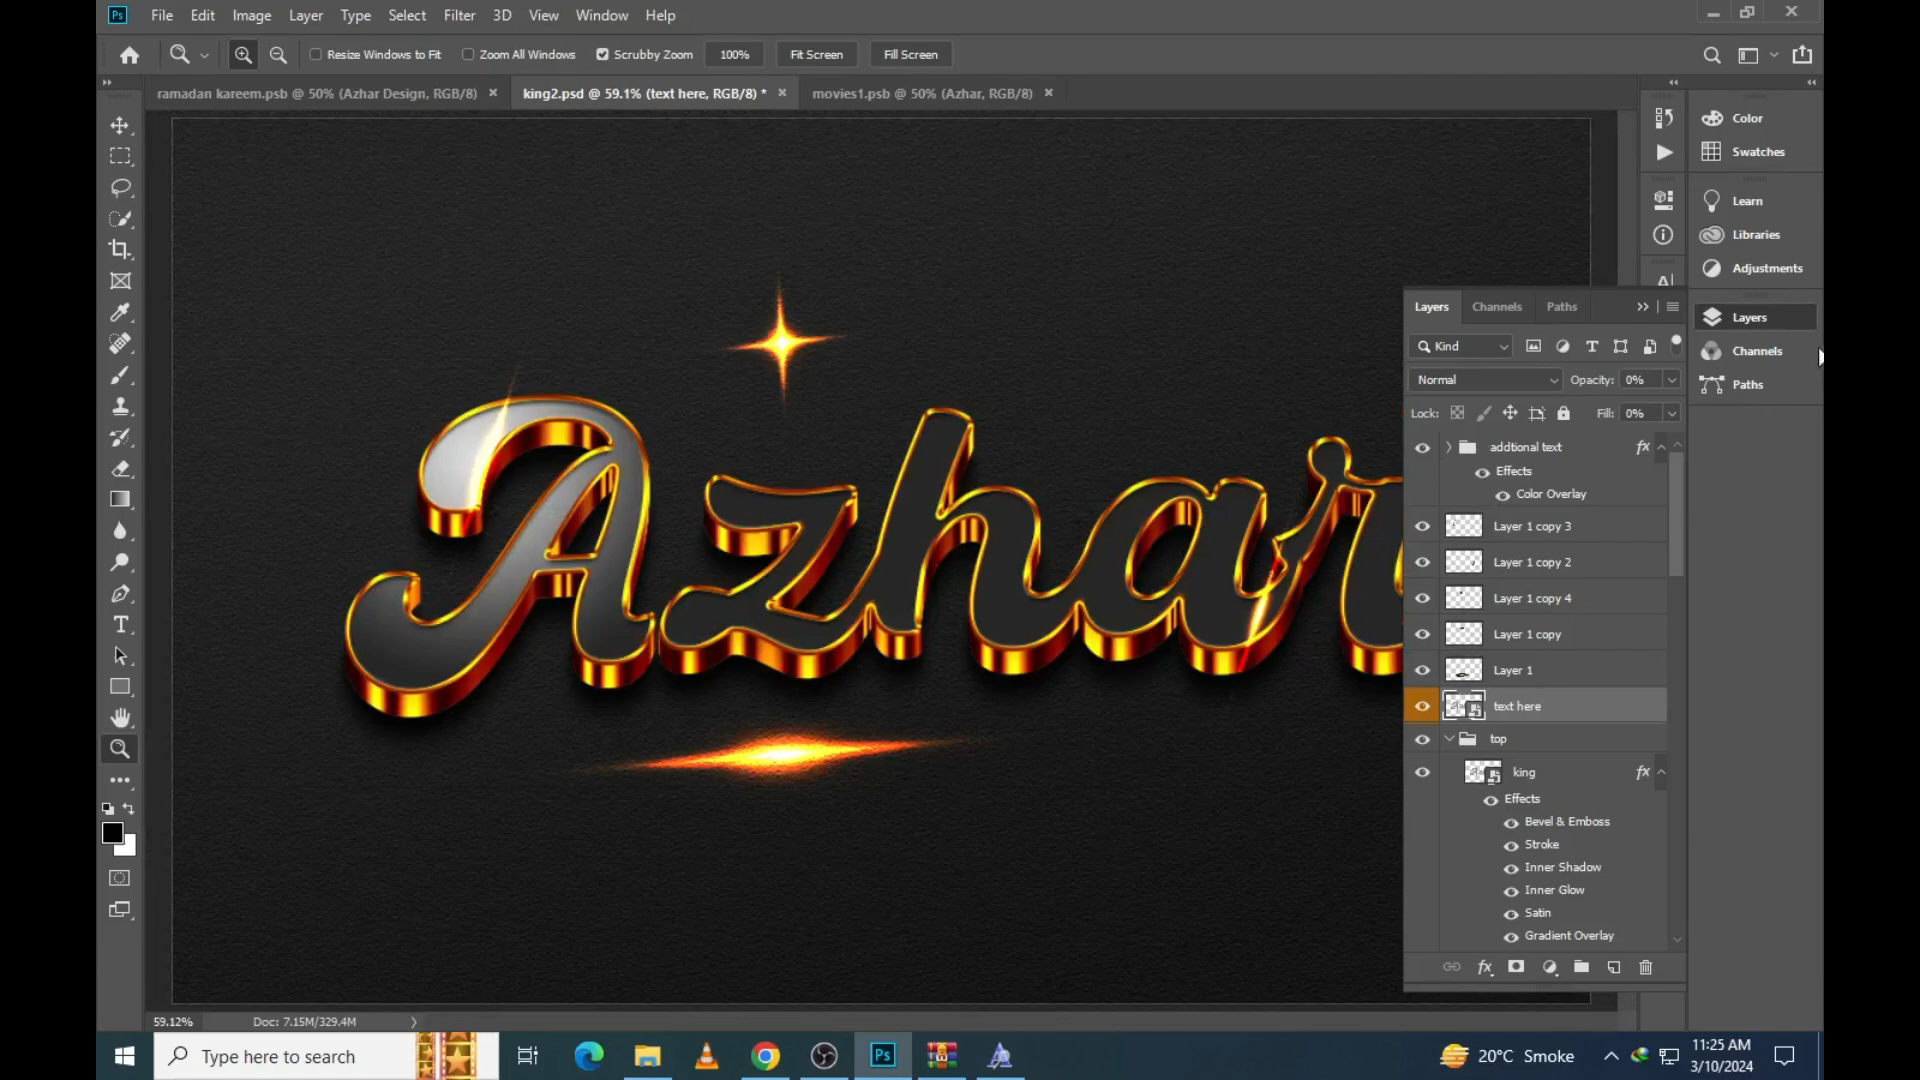 Ps File Edit Image Layer Type Select Filter 3D View Window Help
Resize Windows to Fit Zoom All Windows Scrubby Zoom 100% Fit Screen Fill Screen
ramadan kareem.psb @ 50% (Azhar Design, RGB/8) × king2.psd @ 59.1% (text here, RGB/8) * × movies1.psb @ 50% (Azhar, RGB/8) ×
Color
Swatches
Learn
Libraries
Adjustments
Layers
Channels
Paths
Azhar
Layers Channels Paths
Kind
Normal Opacity: 0%
Lock: Fill: 0%
addtional text fx
Effects
Color Overlay
Layer 1 copy 3
Layer 1 copy 2
Layer 1 copy 4
Layer 1 copy
Layer 1
text here
top
king fx
Effects
Bevel & Emboss
Stroke
Inner Shadow
Inner Glow
Satin
Gradient Overlay
fx
59.12% Doc: 7.15M/329.4M
Type here to search
Ps
20°C Smoke
11:25 AM
3/10/2024